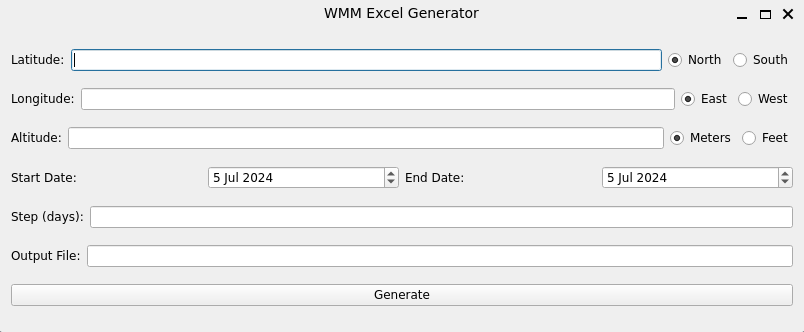 WMM Excel Generator
Latitude: North South
Longitude: East West
Altitude: Meters Feet
Start Date: 5 Jul 2024 End Date: 5 Jul 2024
Step (days):
Output File:
Generate